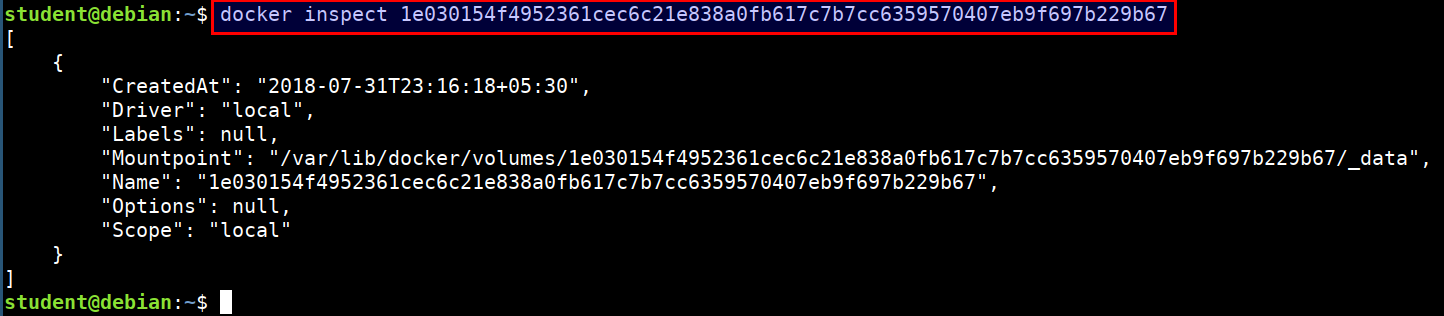 student@debian:~$ docker inspect 1e030154f4952361cec6c21e838a0fb617c7b7cc6359570407eb9f697b229b67
[
    {
        "CreatedAt": "2018-07-31T23:16:18+05:30",
        "Driver": "local",
        "Labels": null,
        "Mountpoint": "/var/lib/docker/volumes/1e030154f4952361cec6c21e838a0fb617c7b7cc6359570407eb9f697b229b67/_data",
        "Name": "1e030154f4952361cec6c21e838a0fb617c7b7cc6359570407eb9f697b229b67",
        "Options": null,
        "Scope": "local"
    }
]
student@debian:~$